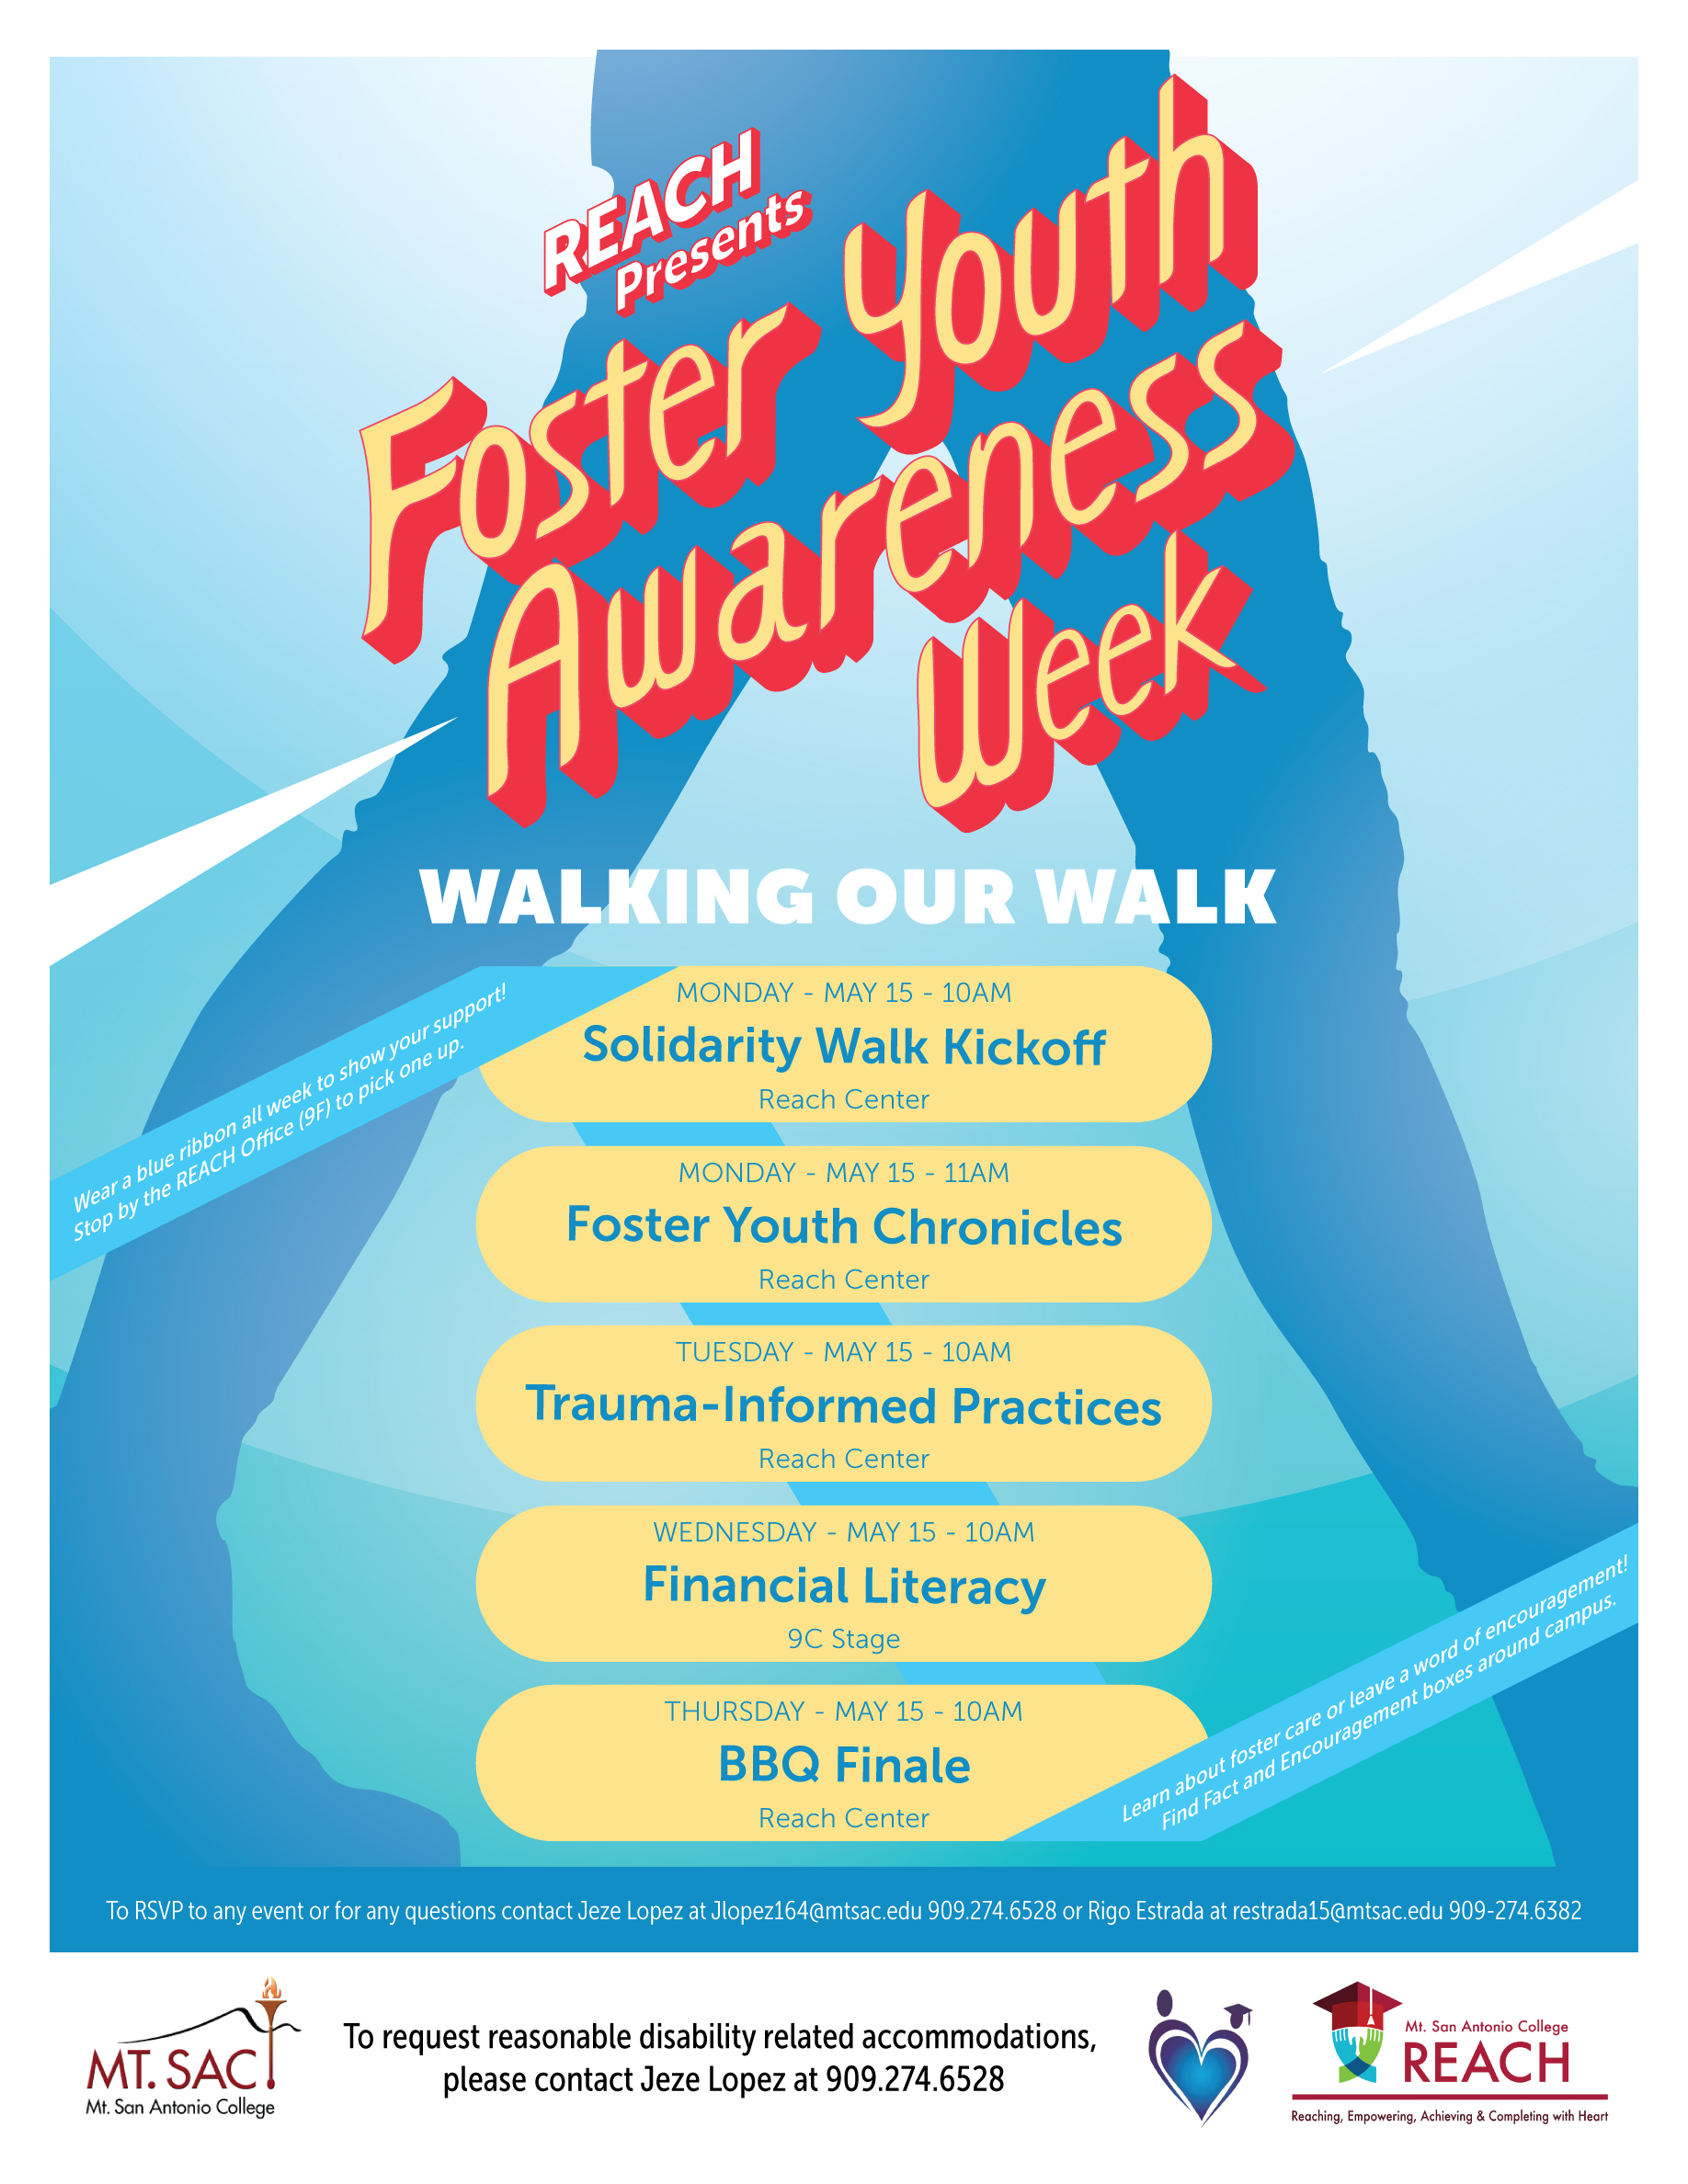 REACH
Presents
Foster Youth
Awareness
Week
WALKING OUR WALK
Wear a blue ribbon all week to show your support!
Stop by the REACH Office (9F) to pick one up.
MONDAY - MAY 15 - 10AM
Solidarity Walk Kickoff
Reach Center
MONDAY - MAY 15 - 11AM
Foster Youth Chronicles
Reach Center
TUESDAY - MAY 15 - 10AM
Trauma-Informed Practices
Reach Center
WEDNESDAY - MAY 15 - 10AM
Financial Literacy
9C Stage
THURSDAY - MAY 15 - 10AM
BBQ Finale
Reach Center
Learn about foster care or leave a word of encouragement!
Find Fact and Encouragement boxes around campus.
To RSVP to any event or for any questions contact Jeze Lopez at Jlopez164@mtsac.edu 909.274.6528 or Rigo Estrada at restrada15@mtsac.edu 909-274.6382
MT. SAC
Mt. San Antonio College
To request reasonable disability related accommodations,
please contact Jeze Lopez at 909.274.6528
Mt. San Antonio College
REACH
Reaching, Empowering, Achieving & Completing with Heart